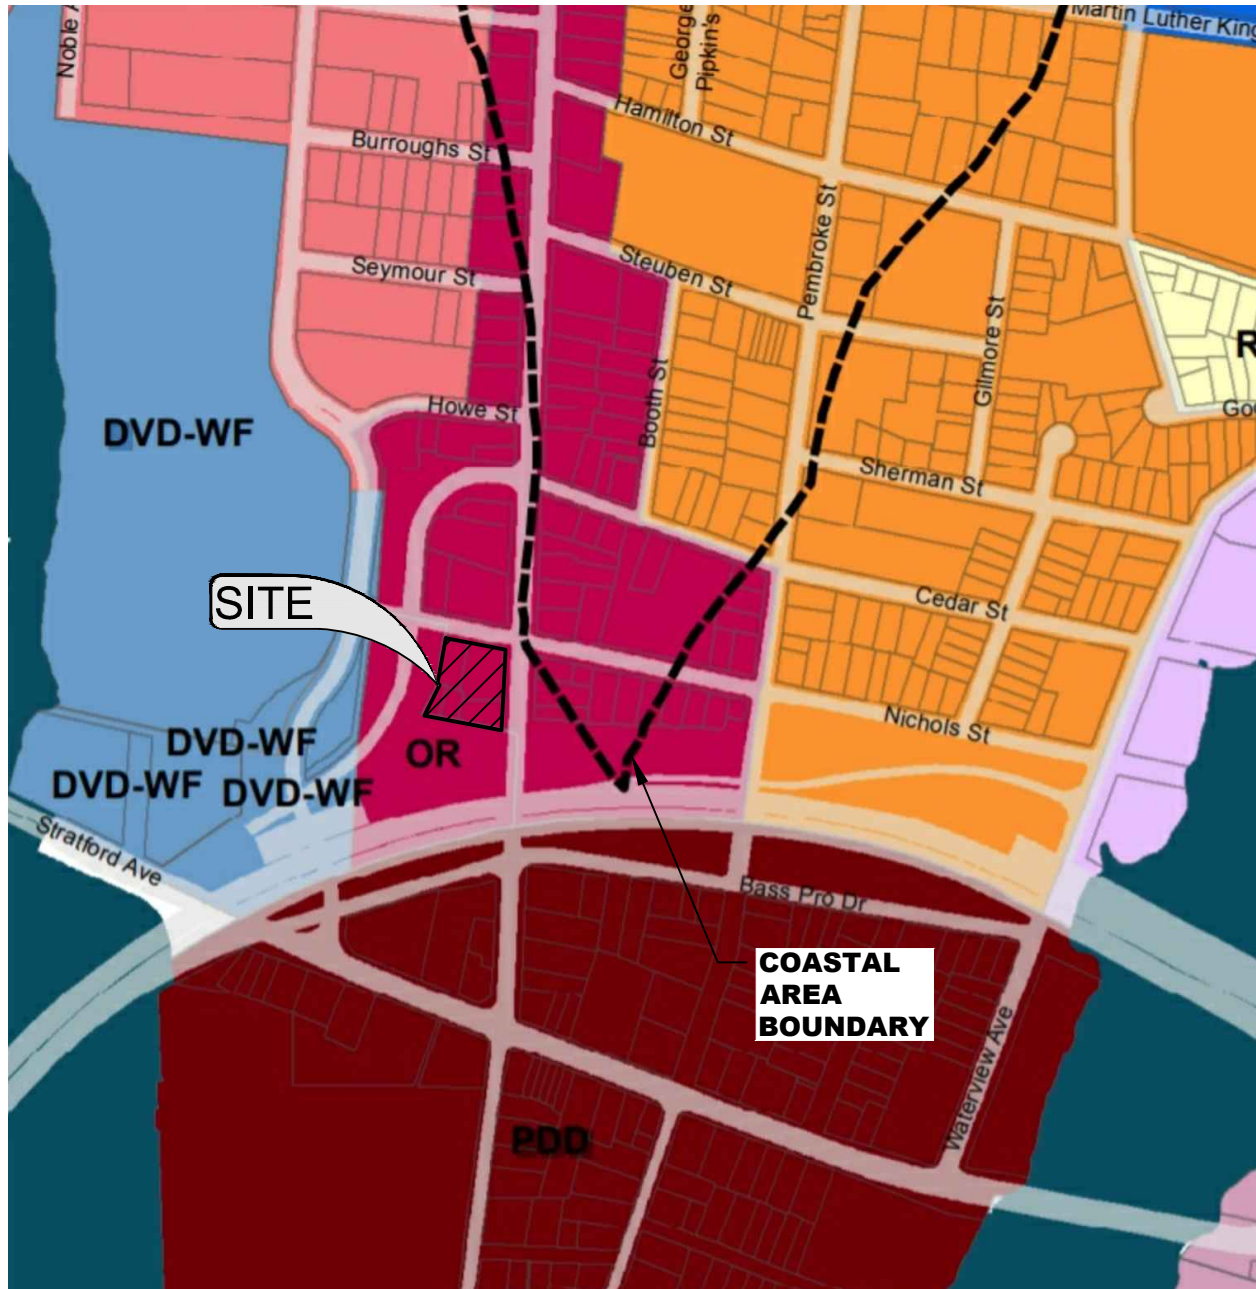 Martin Luther King
Noble A
George
Pipkin's
Hamilton St
Burroughs St
Pembroke St
Steuben St
Seymour St
Gilmore St
R
Booth St
Howe St
Go
DVD-WF
Sherman St
SITE
Cedar St
Nichols St
DVD-WF
OR
DVD-WF
DVD-WF
Stratford Ave
Bass Pro Dr
COASTAL
AREA
BOUNDARY
Waterview Ave
PDD